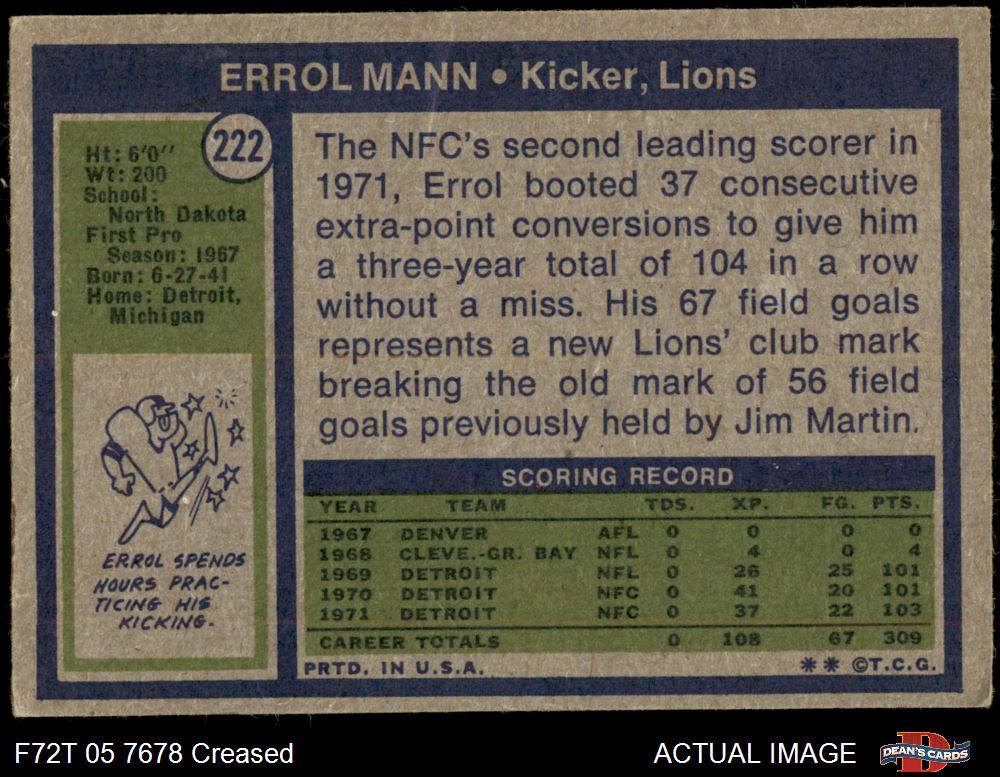 ERROL MANN • Kicker, Lions
222
Ht: 6'0''
Wt: 200
School:
North Dakota
First Pro
Season: 1967
Born: 6-27-41
Home: Detroit,
Michigan
ERROL SPENDS
HOURS PRAC-
TICING HIS
KICKING.
The NFC's second leading scorer in
1971, Errol booted 37 consecutive
extra-point conversions to give him
a three-year total of 104 in a row
without a miss. His 67 field goals
represents a new Lions' club mark
breaking the old mark of 56 field
goals previously held by Jim Martin.
SCORING RECORD
YEAR TEAM TDS. XP. FG. PTS.
1967 DENVER AFL 0 0 0 0
1968 CLEVE.-GR. BAY NFL 0 4 0 4
1969 DETROIT NFL 0 26 25 101
1970 DETROIT NFC 0 41 20 101
1971 DETROIT NFC 0 37 22 103
CAREER TOTALS 0 108 67 309
PRTD. IN U.S.A. ** ©T.C.G.
F72T 05 7678 Creased ACTUAL IMAGE DEAN'S CARDS